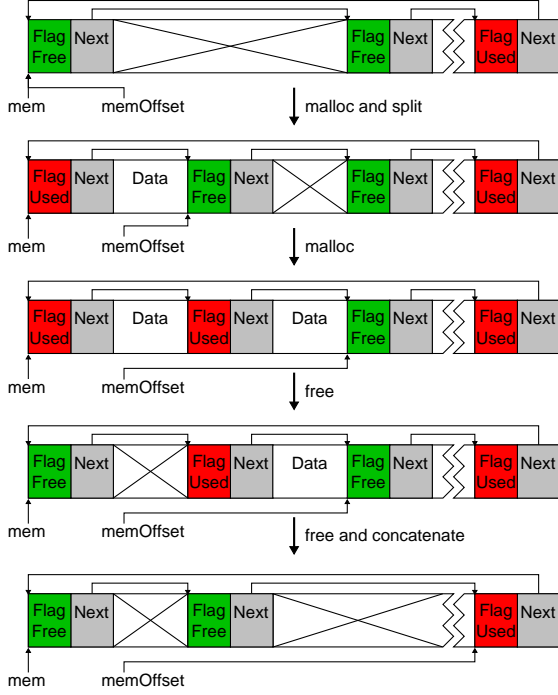 Flag Free Next Flag Free Next Flag Used Next
mem memOffset
malloc and split
Flag Used Next Data Flag Free Next Flag Free Next Flag Used Next
mem memOffset
malloc
Flag Used Next Data Flag Used Next Data Flag Free Next Flag Used Next
mem memOffset
free
Flag Free Next Flag Used Next Data Flag Free Next Flag Used Next
mem memOffset
free and concatenate
Flag Free Next Flag Free Next Flag Used Next
mem memOffset